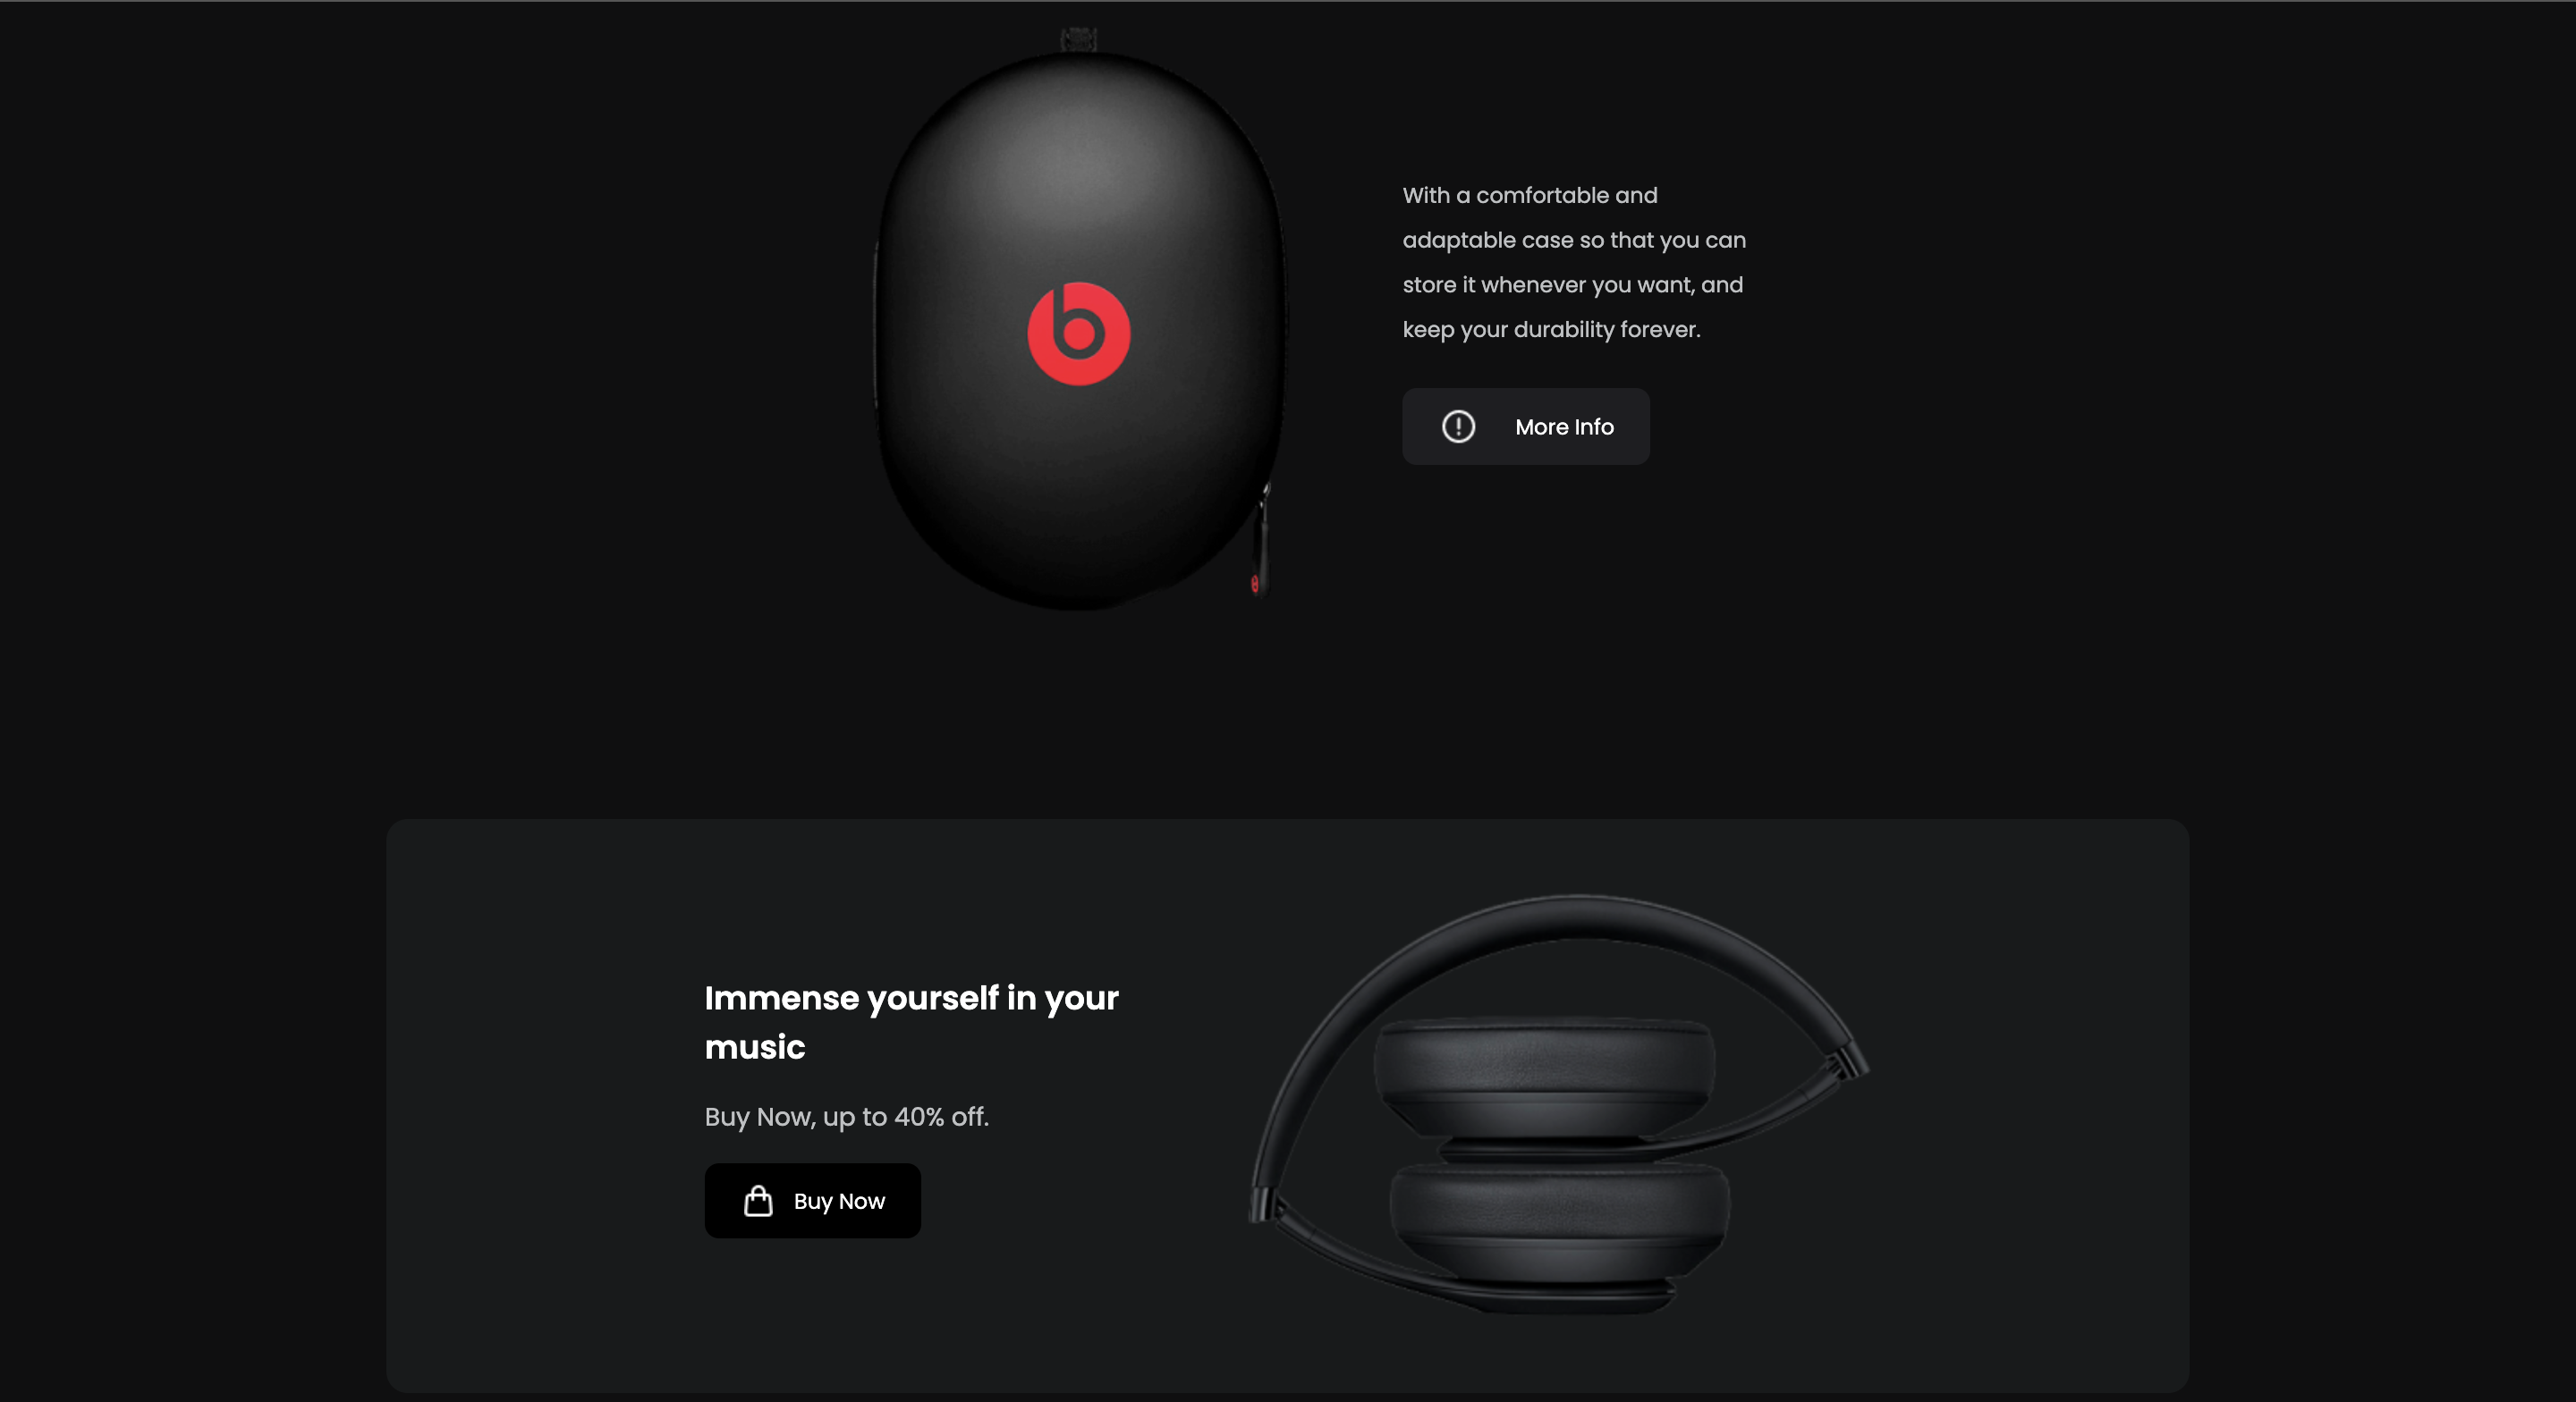 With a comfortable and
adaptable case so that you can
store it whenever you want, and
keep your durability forever.
More Info
Immense yourself in your
music
Buy Now, up to 40% off.
Buy Now